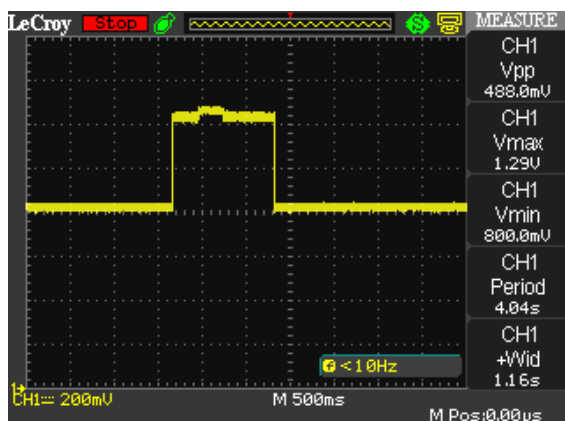 LeCroy Stop MEASURE
CH1
Vpp
488.0mV
CH1
Vmax
1.29V
CH1
Vmin
800.0mV
CH1
Period
4.04s
CH1
+Wid
1.16s
<10Hz
1
CH1 200mV M 500ms
M Pos:0.00us